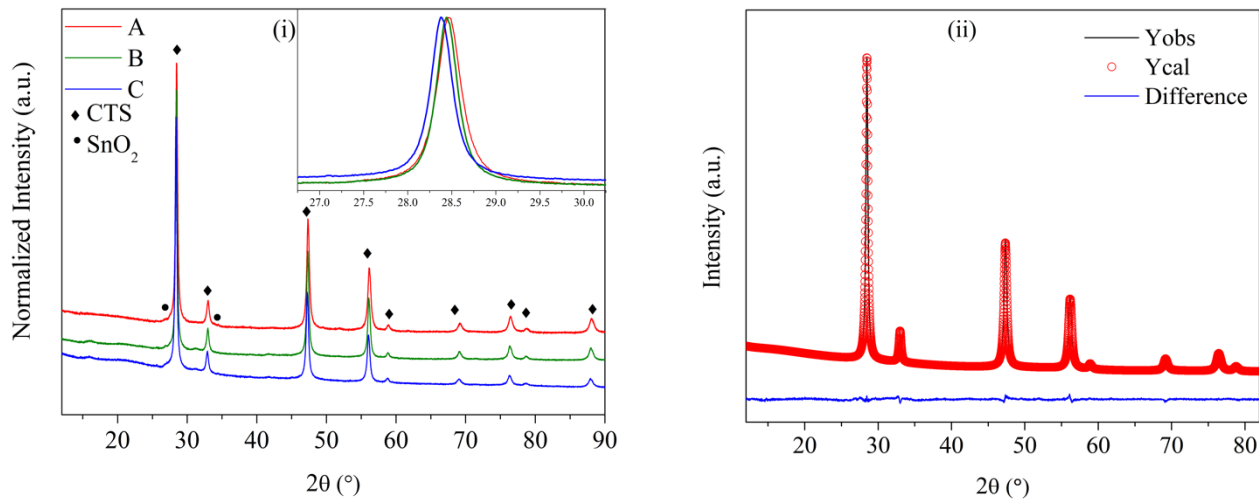 (i)
A
B
C
♦ CTS
• SnO₂
Normalized Intensity (a.u.)
27.0 27.5 28.0 28.5 29.0 29.5 30.0
20 30 40 50 60 70 80 90
2θ (°)
(ii)
Yobs
Ycal
Difference
Intensity (a.u.)
20 30 40 50 60 70 80
2θ (°)